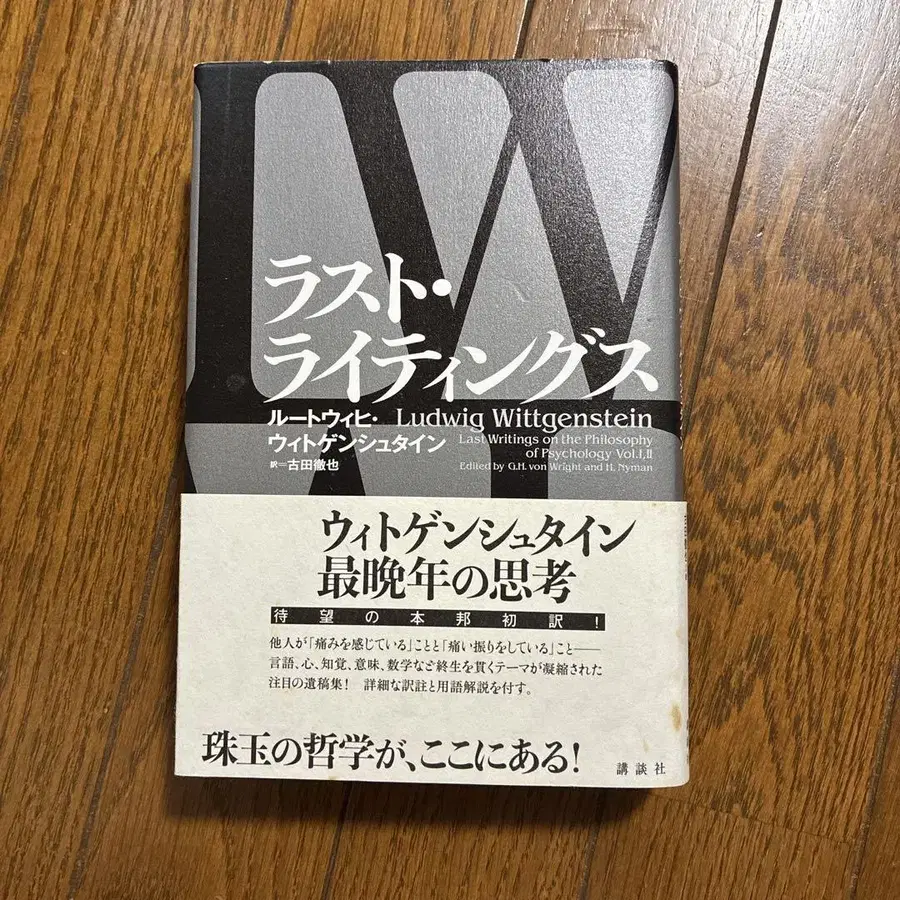 ラスト・
ライティングス
ルートウィヒ・
ウィトゲンシュタイン
訳=古田徹也
Ludwig Wittgenstein
Last Writings on the Philosophy
of Psychology Vol.I,II
Edited by G.H. von Wright and H. Nyman
ウィトゲンシュタイン
最晩年の思考
待望の本邦初訳!
他人が「痛みを感じている」ことと「痛い振りをしている」こと――
言語、心、知覚、意味、数学など終生を貫くテーマが凝縮された
注目の遺稿集! 詳細な訳註と用語解説を付す。
珠玉の哲学が、ここにある!
講談社